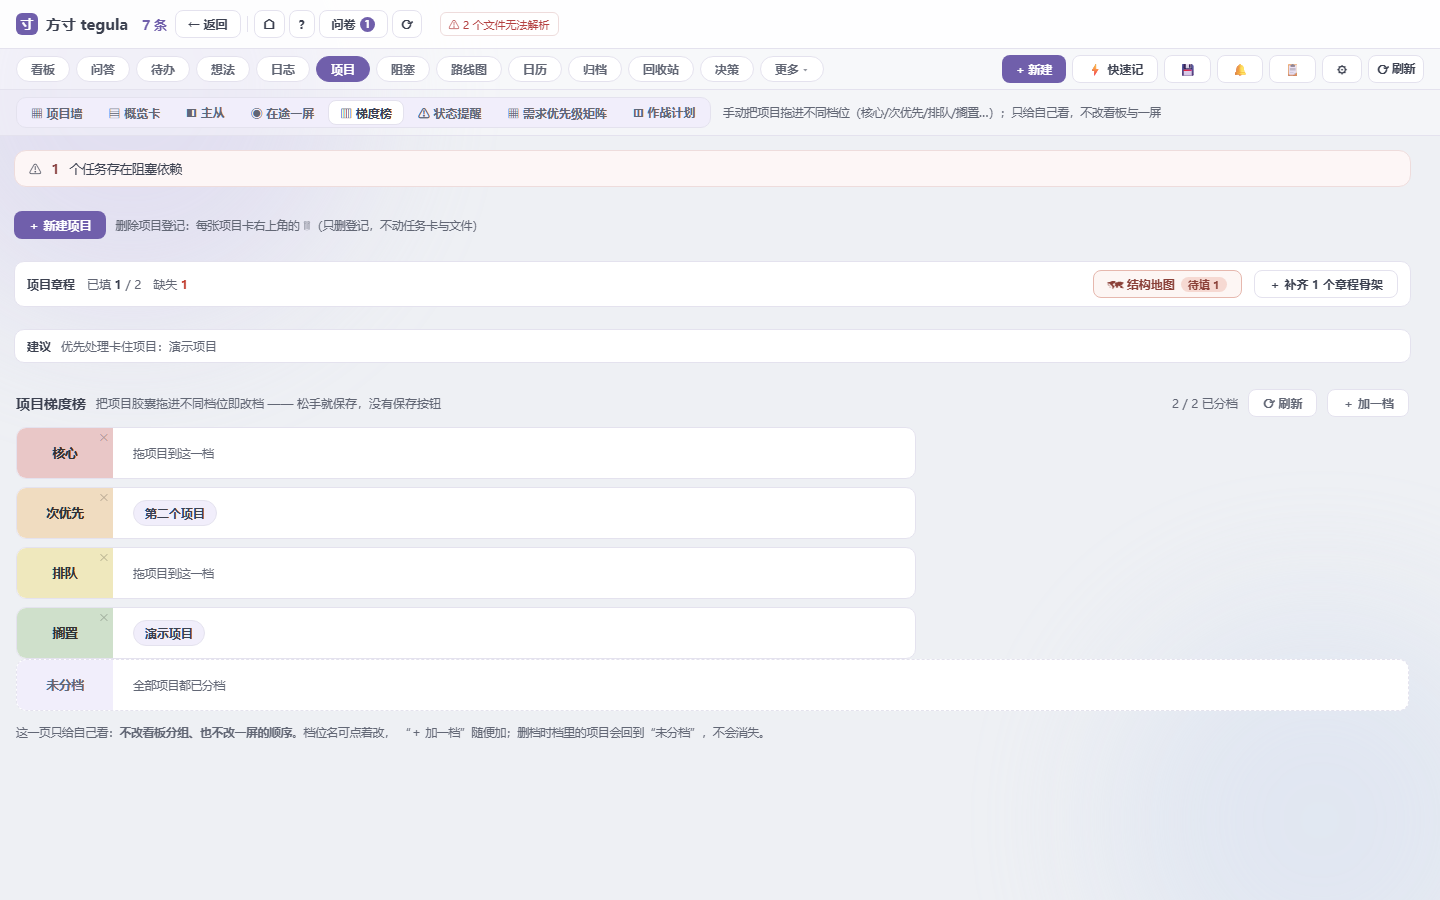 寸 方寸 tegula 7 条 ← 返回 ? 问卷 1 ⚠ 2 个文件无法解析
看板 问答 待办 想法 日志 项目 阻塞 路线图 日历 归档 回收站 决策 更多 + 新建 快速记 刷新
项目墙 概览卡 主从 在途一屏 梯度榜 状态提醒 需求优先级矩阵 作战计划 手动把项目拖进不同档位（核心/次优先/排队/搁置…）；只给自己看，不改看板与一屏
⚠ 1 个任务存在阻塞依赖
+ 新建项目 删除项目登记：每张项目卡右上角的（只删登记，不动任务卡与文件）
项目章程 已填 1 / 2 缺失 1 结构地图 待填 1 + 补齐 1 个章程骨架
建议 优先处理卡住项目：演示项目
项目梯度榜 把项目胶囊拖进不同档位即改档 —— 松手就保存，没有保存按钮 2 / 2 已分档 刷新 + 加一档
核心 × 拖项目到这一档
次优先 × 第二个项目
排队 × 拖项目到这一档
搁置 × 演示项目
未分档 全部项目都已分档
这一页只给自己看：不改看板分组、也不改一屏的顺序。档位名可点着改，“+ 加一档”随便加；删档时档里的项目会回到“未分档”，不会消失。